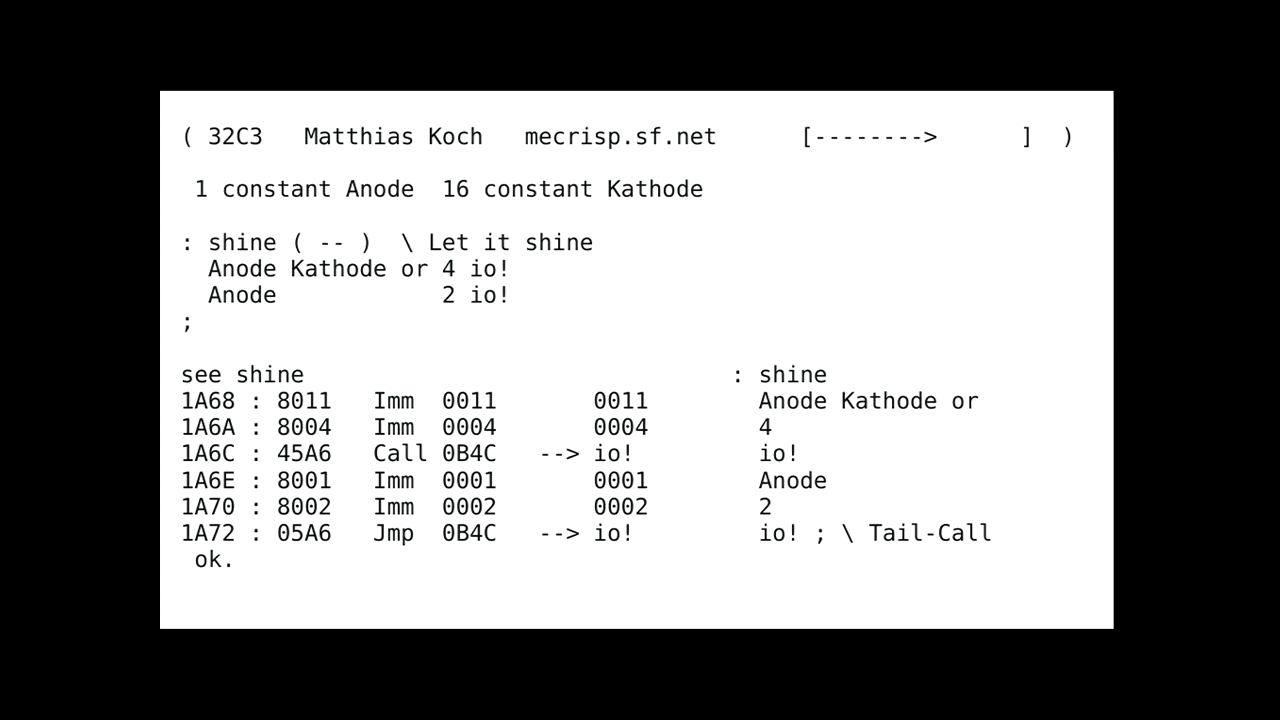 ( 32C3   Matthias Koch   mecrisp.sf.net      [-------->      ]  )
 1 constant Anode  16 constant Kathode
: shine ( -- )  \ Let it shine
  Anode Kathode or 4 io!
  Anode            2 io!
;
see shine                               : shine
1A68 : 8011   Imm  0011       0011        Anode Kathode or
1A6A : 8004   Imm  0004       0004        4
1A6C : 45A6   Call 0B4C   --> io!         io!
1A6E : 8001   Imm  0001       0001        Anode
1A70 : 8002   Imm  0002       0002        2
1A72 : 05A6   Jmp  0B4C   --> io!         io! ; \ Tail-Call
 ok.